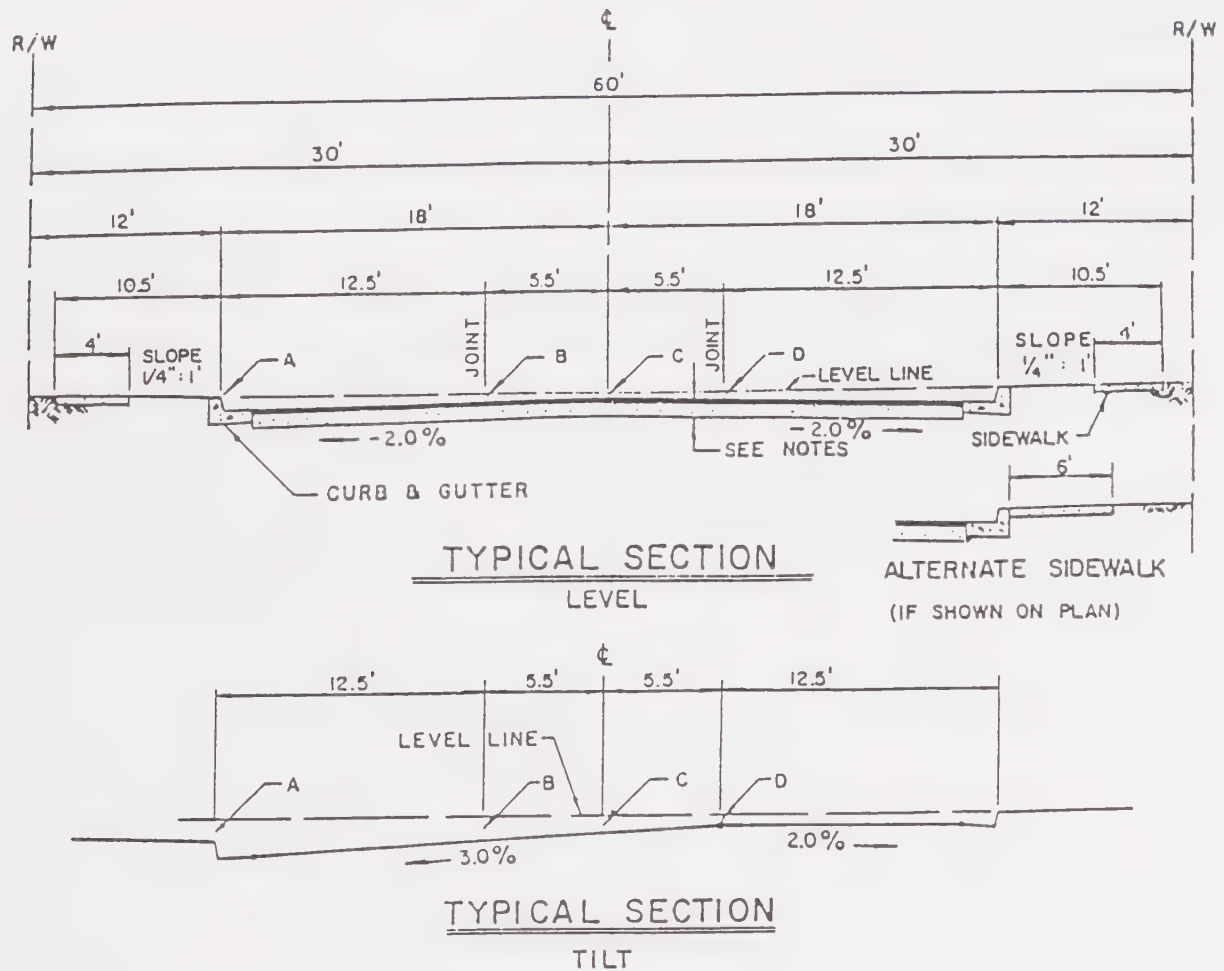 ℄
R/W
R/W
60'
30'
30'
12'
18'
18'
12'
10.5'
12.5'
5.5'
5.5'
12.5'
10.5'
4'
SLOPE
1/4" : 1'
A
JOINT
B
C
JOINT
D
LEVEL LINE
SLOPE
1/4" : 1'
4'
-2.0%
-2.0%
SEE NOTES
SIDEWALK
CURB & GUTTER
6'
TYPICAL SECTION
LEVEL
ALTERNATE SIDEWALK
(IF SHOWN ON PLAN)
℄
12.5'
5.5'
5.5'
12.5'
LEVEL LINE
A
B
C
D
3.0%
2.0%
TYPICAL SECTION
TILT